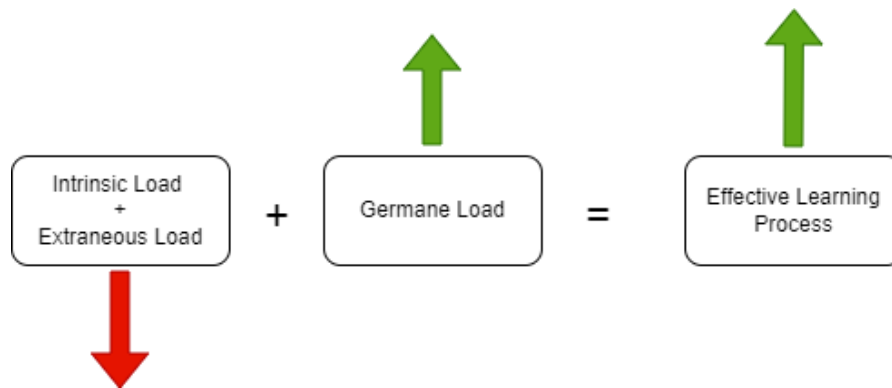 Intrinsic Load
+
Extraneous Load
+
Germane Load
=
Effective Learning
Process